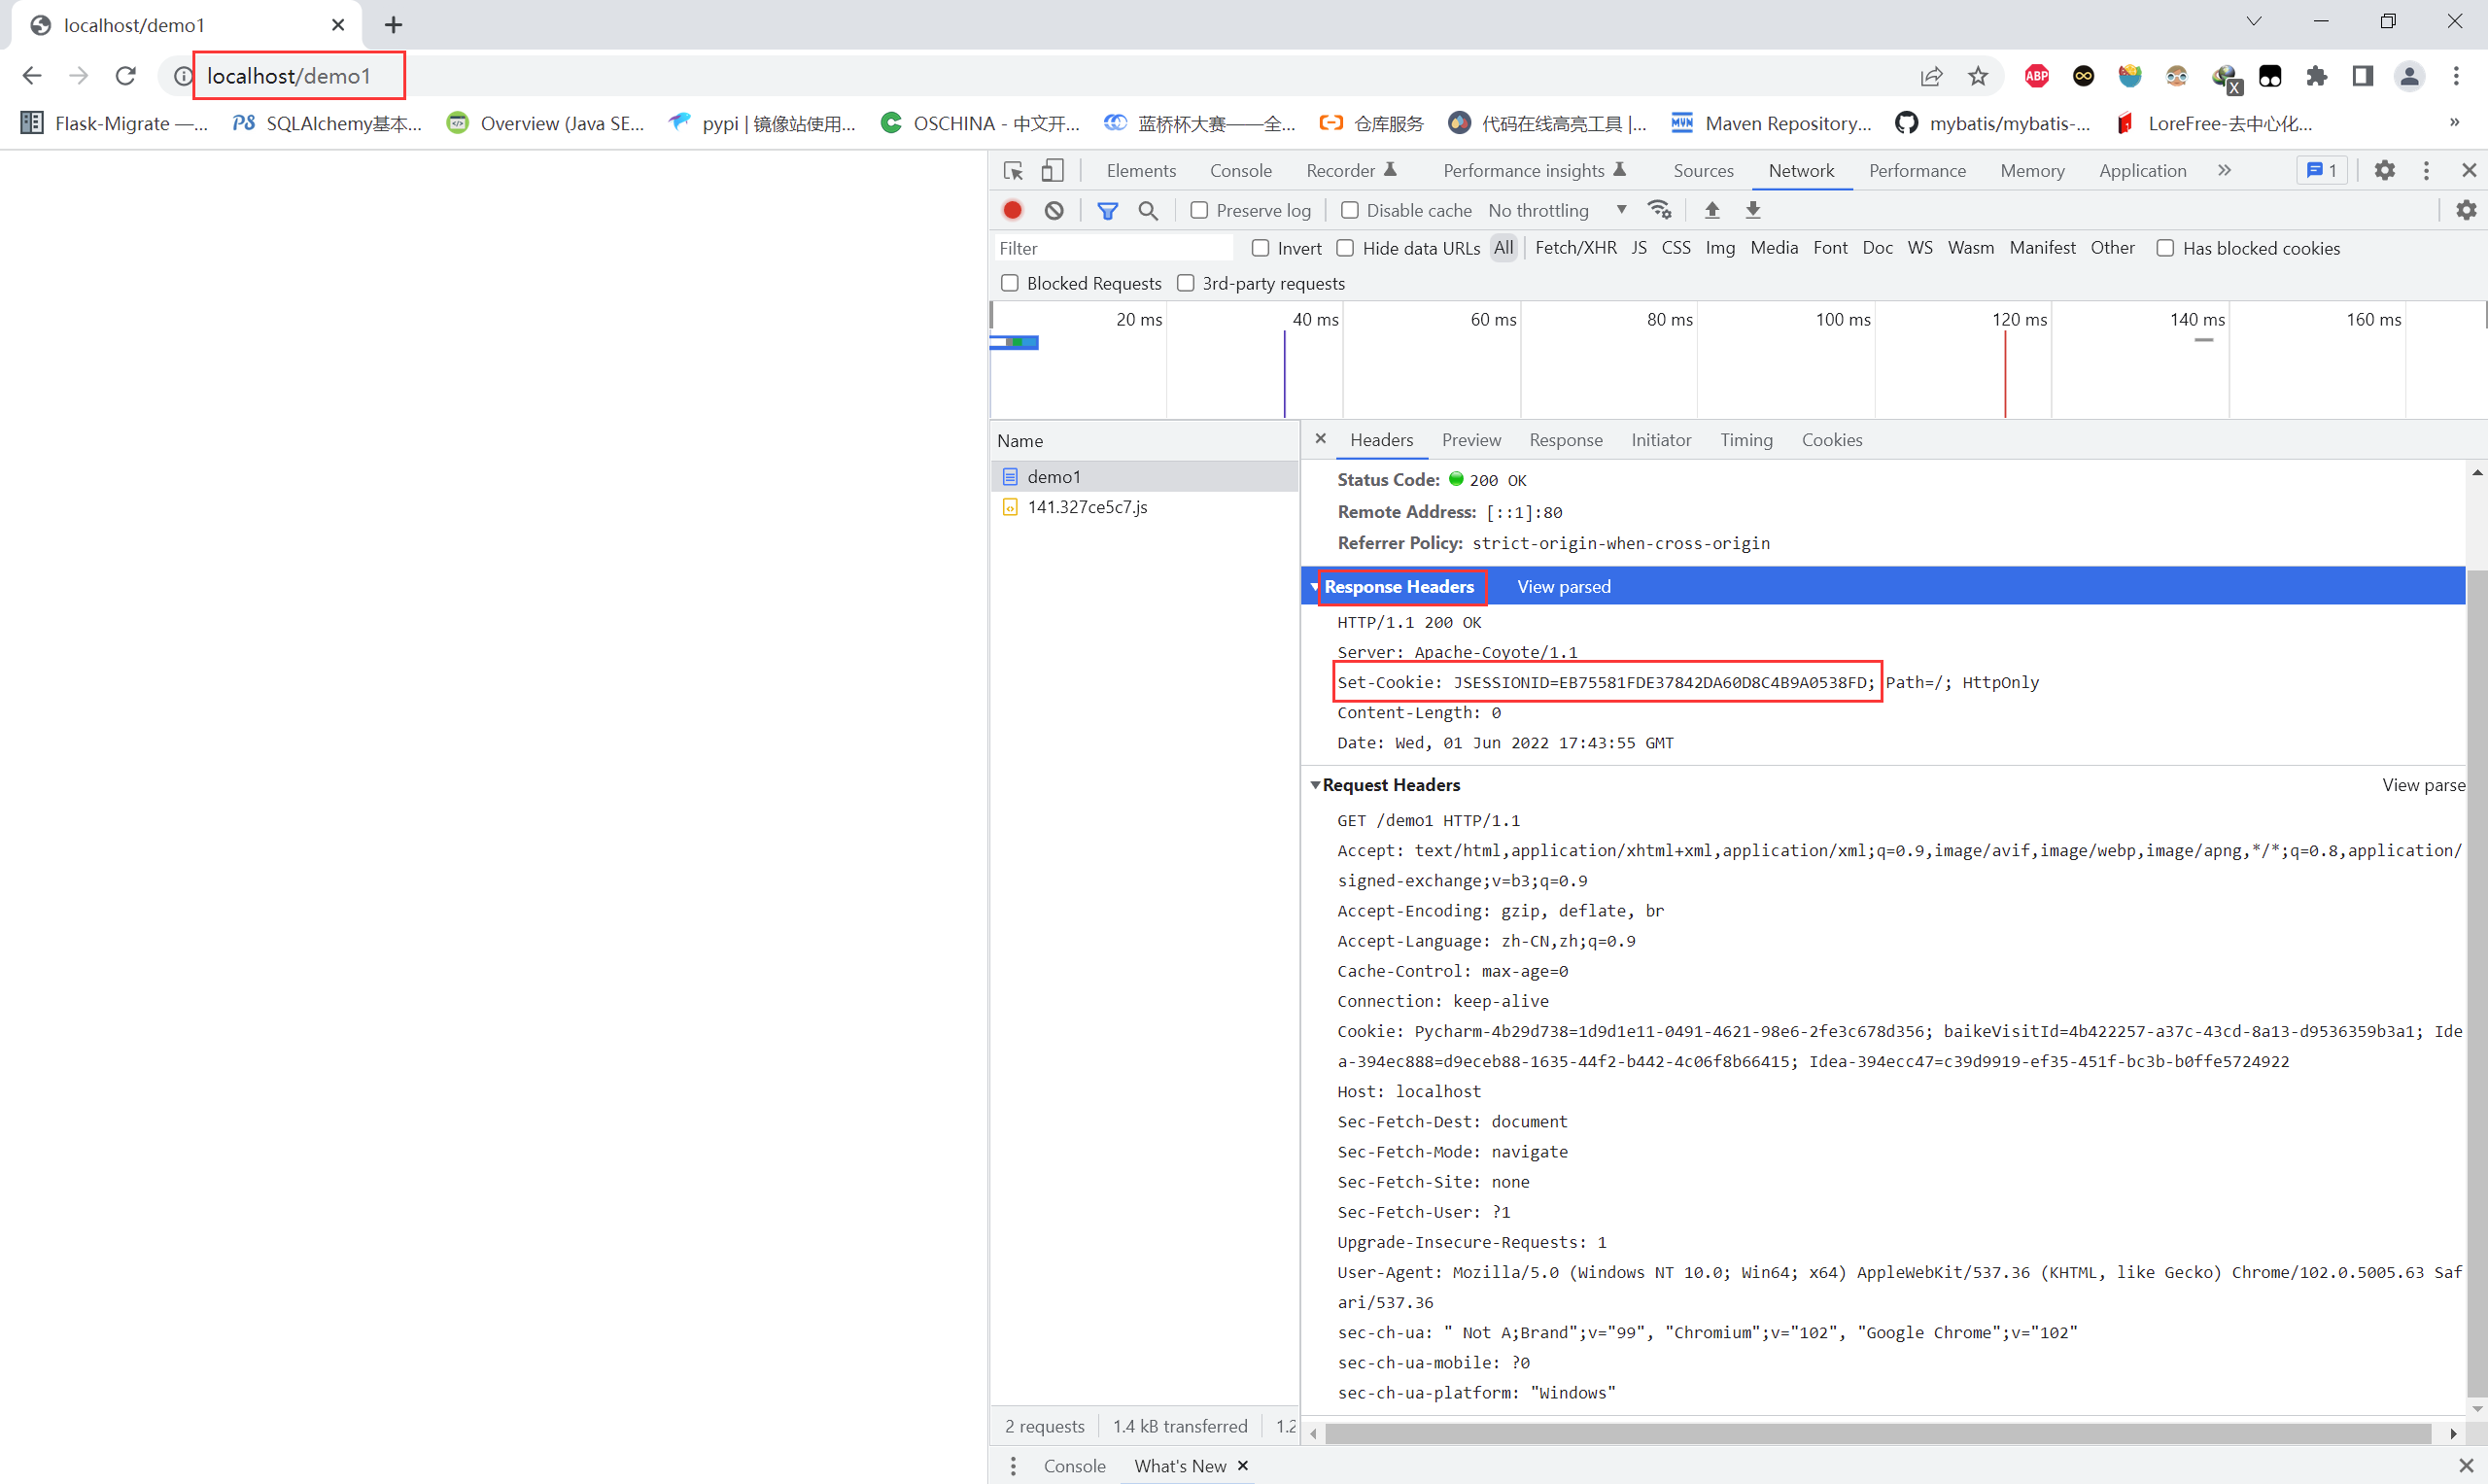 localhost/demo1
localhost/demo1
ABP
X
Flask-Migrate —...
SQLAlchemy基本...
Overview (Java SE...
pypi | 镜像站使用...
OSCHINA - 中文开...
蓝桥杯大赛——全...
仓库服务
代码在线高亮工具 |...
MVN Maven Repository...
mybatis/mybatis-...
LoreFree-去中心化...
»
Elements Console Recorder Performance insights Sources Network Performance Memory Application » 1
Preserve log Disable cache No throttling
Filter Invert Hide data URLs All Fetch/XHR JS CSS Img Media Font Doc WS Wasm Manifest Other Has blocked cookies
Blocked Requests 3rd-party requests
20 ms 40 ms 60 ms 80 ms 100 ms 120 ms 140 ms 160 ms
Name
demo1
141.327ce5c7.js
Headers Preview Response Initiator Timing Cookies
Status Code: 200 OK
Remote Address: [::1]:80
Referrer Policy: strict-origin-when-cross-origin
Response Headers View parsed
HTTP/1.1 200 OK
Server: Apache-Coyote/1.1
Set-Cookie: JSESSIONID=EB75581FDE37842DA60D8C4B9A0538FD; Path=/; HttpOnly
Content-Length: 0
Date: Wed, 01 Jun 2022 17:43:55 GMT
Request Headers View parse
GET /demo1 HTTP/1.1
Accept: text/html,application/xhtml+xml,application/xml;q=0.9,image/avif,image/webp,image/apng,*/*;q=0.8,application/
signed-exchange;v=b3;q=0.9
Accept-Encoding: gzip, deflate, br
Accept-Language: zh-CN,zh;q=0.9
Cache-Control: max-age=0
Connection: keep-alive
Cookie: Pycharm-4b29d738=1d9d1e11-0491-4621-98e6-2fe3c678d356; baikeVisitId=4b422257-a37c-43cd-8a13-d9536359b3a1; Ide
a-394ec888=d9eceb88-1635-44f2-b442-4c06f8b66415; Idea-394ecc47=c39d9919-ef35-451f-bc3b-b0ffe5724922
Host: localhost
Sec-Fetch-Dest: document
Sec-Fetch-Mode: navigate
Sec-Fetch-Site: none
Sec-Fetch-User: ?1
Upgrade-Insecure-Requests: 1
User-Agent: Mozilla/5.0 (Windows NT 10.0; Win64; x64) AppleWebKit/537.36 (KHTML, like Gecko) Chrome/102.0.5005.63 Saf
ari/537.36
sec-ch-ua: " Not A;Brand";v="99", "Chromium";v="102", "Google Chrome";v="102"
sec-ch-ua-mobile: ?0
sec-ch-ua-platform: "Windows"
2 requests 1.4 kB transferred 1.2
Console What's New